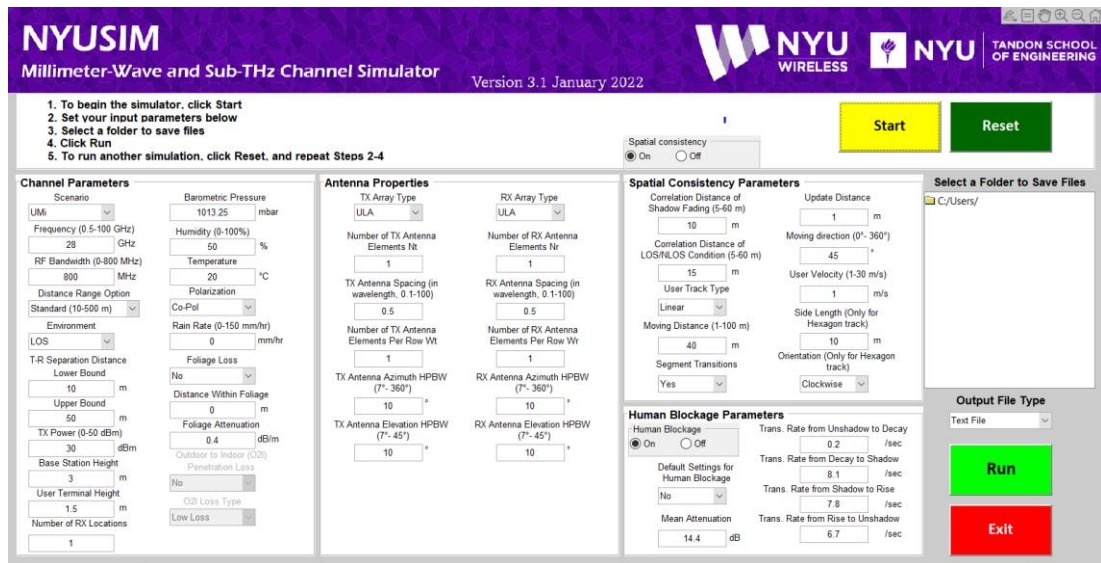 NYUSIM
Millimeter-Wave and Sub-THz Channel Simulator
Version 3.1 January 2022
NYU
WIRELESS
NYU
TANDON SCHOOL
OF ENGINEERING
1. To begin the simulator, click Start
2. Set your input parameters below
3. Select a folder to save files
4. Click Run
5. To run another simulation, click Reset, and repeat Steps 2-4
Spatial consistency
On Off
Start
Reset
Channel Parameters
Scenario
UMi
Frequency (0.5-100 GHz)
28 GHz
RF Bandwidth (0-800 MHz)
800 MHz
Distance Range Option
Standard (10-500 m)
Environment
LOS
T-R Separation Distance
Lower Bound
10 m
Upper Bound
50 m
TX Power (0-50 dBm)
30 dBm
Base Station Height
3 m
User Terminal Height
1.5 m
Number of RX Locations
1
Barometric Pressure
1013.25 mbar
Humidity (0-100%)
50 %
Temperature
20 °C
Polarization
Co-Pol
Rain Rate (0-150 mm/hr)
0 mm/hr
Foliage Loss
No
Distance Within Foliage
0 m
Foliage Attenuation
0.4 dB/m
Outdoor to Indoor (O2I)
Penetration Loss
No
O2I Loss Type
Low Loss
Antenna Properties
TX Array Type
ULA
Number of TX Antenna
Elements Nt
1
TX Antenna Spacing (in
wavelength, 0.1-100)
0.5
Number of TX Antenna
Elements Per Row Wt
1
TX Antenna Azimuth HPBW
(7°- 360°)
10 °
TX Antenna Elevation HPBW
(7°- 45°)
10 °
RX Array Type
ULA
Number of RX Antenna
Elements Nr
1
RX Antenna Spacing (in
wavelength, 0.1-100)
0.5
Number of RX Antenna
Elements Per Row Wr
1
RX Antenna Azimuth HPBW
(7°- 360°)
10 °
RX Antenna Elevation HPBW
(7°- 45°)
10 °
Spatial Consistency Parameters
Correlation Distance of
Shadow Fading (5-60 m)
10 m
Correlation Distance of
LOS/NLOS Condition (5-60 m)
15 m
User Track Type
Linear
Moving Distance (1-100 m)
40 m
Segment Transitions
Yes
Update Distance
1 m
Moving direction (0°- 360°)
45 °
User Velocity (1-30 m/s)
1 m/s
Side Length (Only for
Hexagon track)
10 m
Orientation (Only for Hexagon
track)
Clockwise
Human Blockage Parameters
Human Blockage
On Off
Default Settings for
Human Blockage
No
Mean Attenuation
14.4 dB
Trans. Rate from Unshadow to Decay
0.2 /sec
Trans. Rate from Decay to Shadow
8.1 /sec
Trans. Rate from Shadow to Rise
7.8 /sec
Trans. Rate from Rise to Unshadow
6.7 /sec
Select a Folder to Save Files
C:/Users/
Output File Type
Text File
Run
Exit